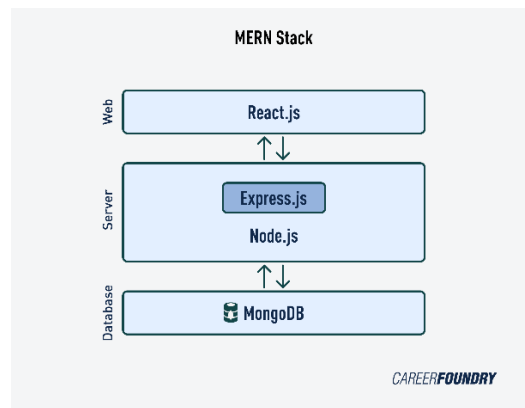 MERN Stack
Web
React.js
Server
Express.js
Node.js
Database
MongoDB
CAREERFOUNDRY